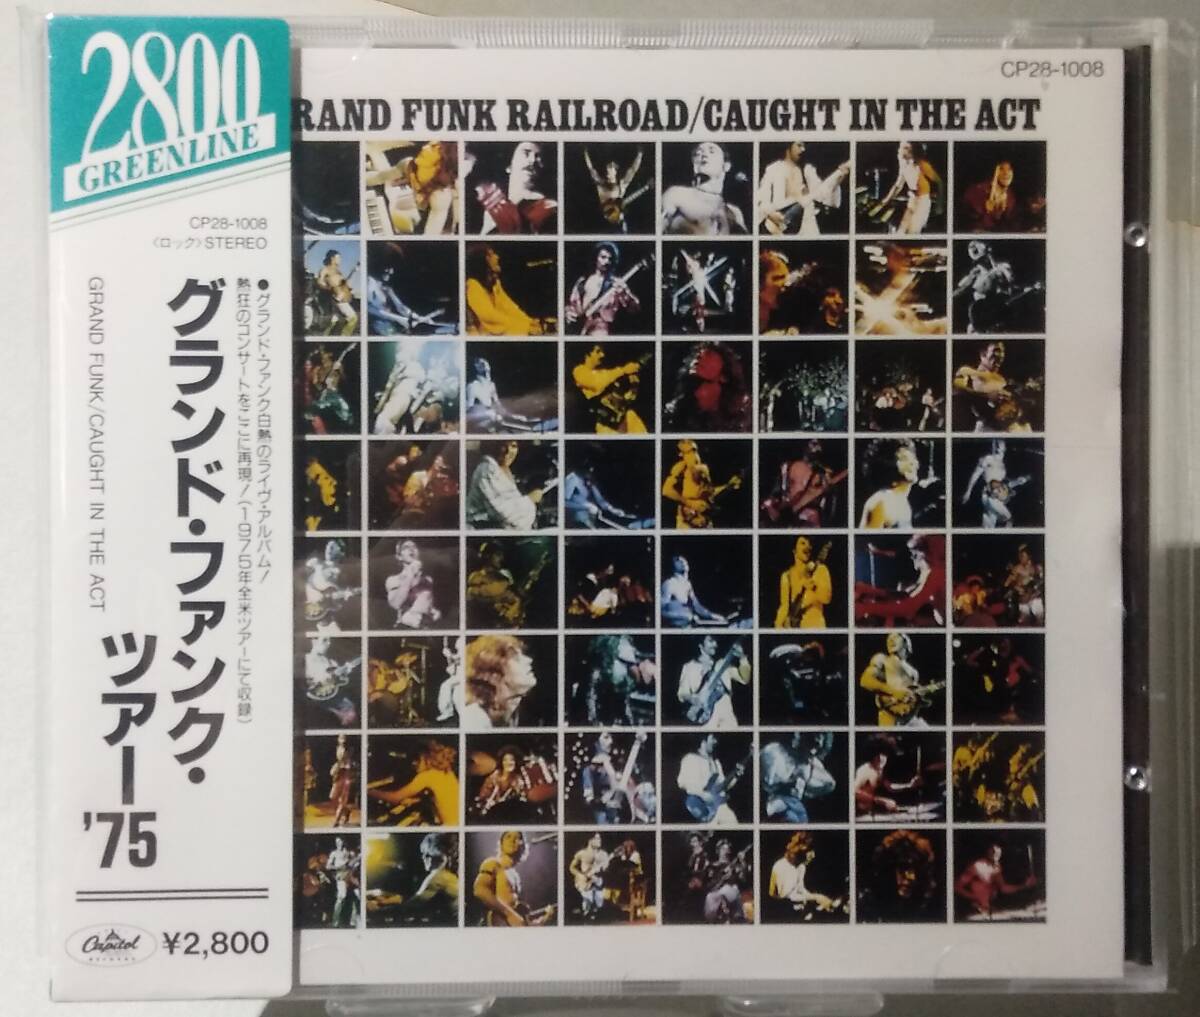 2800
GREENLINE
CP28-1008
〈ロック〉STEREO
●グランド・ファンク白熱のライヴ・アルバム!
熱狂のコンサートをここに再現!(1975年全米ツアーにて収録)
グランド・ファンク・
ツアー'75
GRAND FUNK/CAUGHT IN THE ACT
Capitol
RECORDS
¥2,800
CP28-1008
RAND FUNK RAILROAD/CAUGHT IN THE ACT